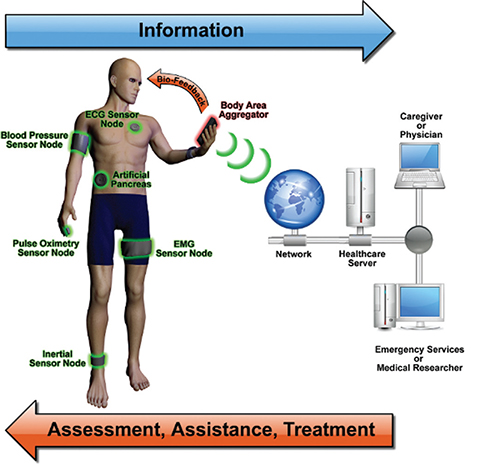 Information
Bio-Feedback
ECG Sensor
Node
Body Area
Aggregator
Blood Pressure
Sensor Node
Caregiver
or
Physician
Artificial
Pancreas
Pulse Oximetry
Sensor Node
EMG
Sensor Node
Network
Healthcare
Server
Inertial
Sensor Node
Emergency Services
or
Medical Researcher
Assessment, Assistance, Treatment